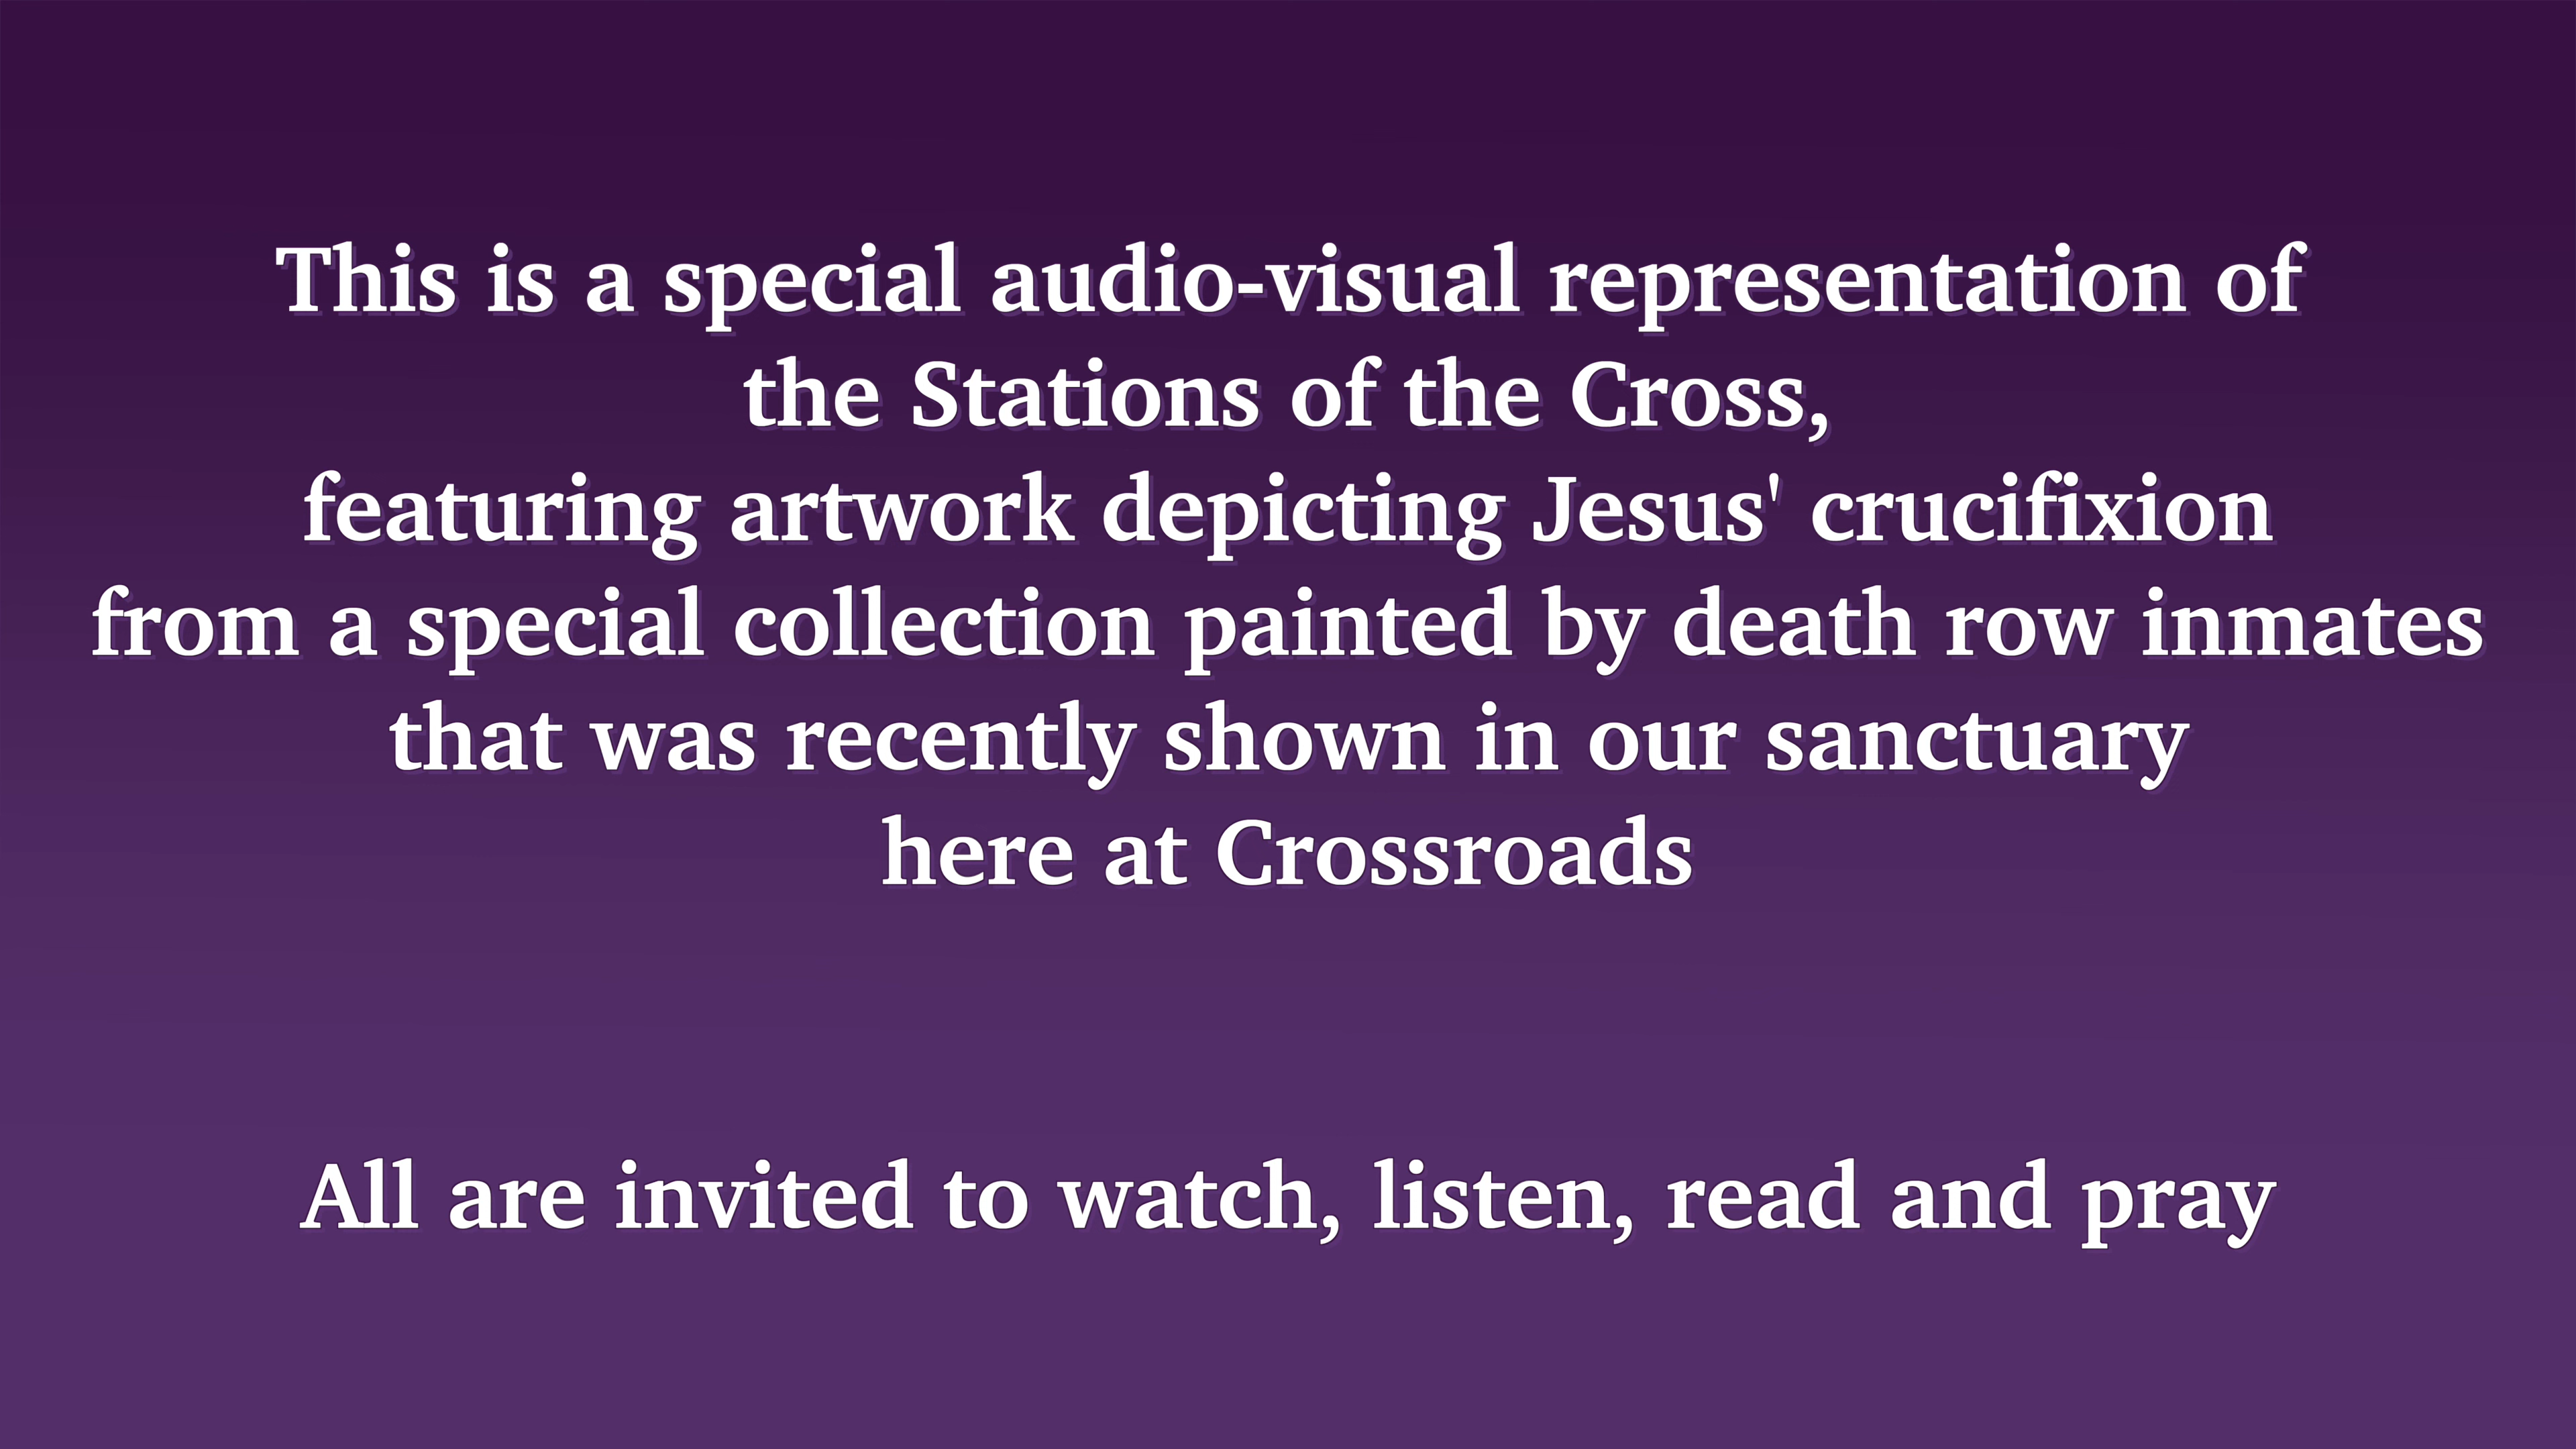 This is a special audio-visual representation of
the Stations of the Cross,
featuring artwork depicting Jesus' crucifixion
from a special collection painted by death row inmates
that was recently shown in our sanctuary
here at Crossroads
All are invited to watch, listen, read and pray